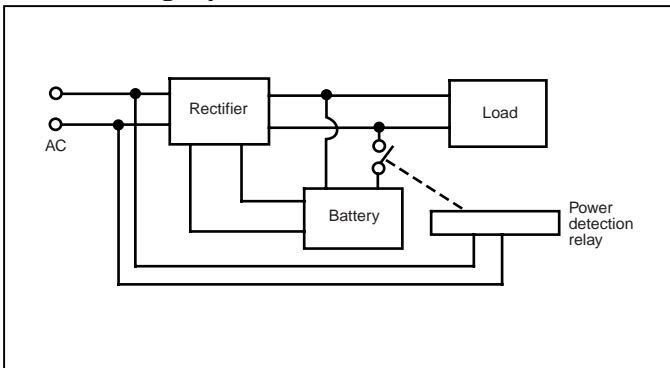 Rectifier
Load
AC
Battery
Power
detection
relay